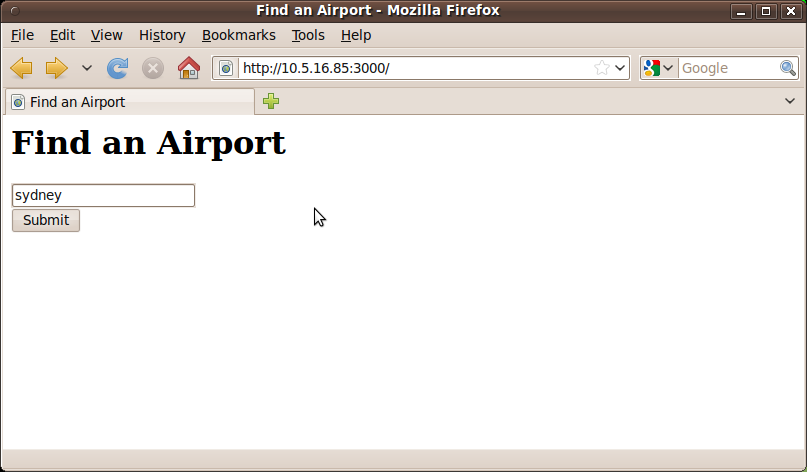 Find an Airport - Mozilla Firefox
File Edit View History Bookmarks Tools Help
http://10.5.16.85:3000/ Google
Find an Airport
Find an Airport
sydney
Submit